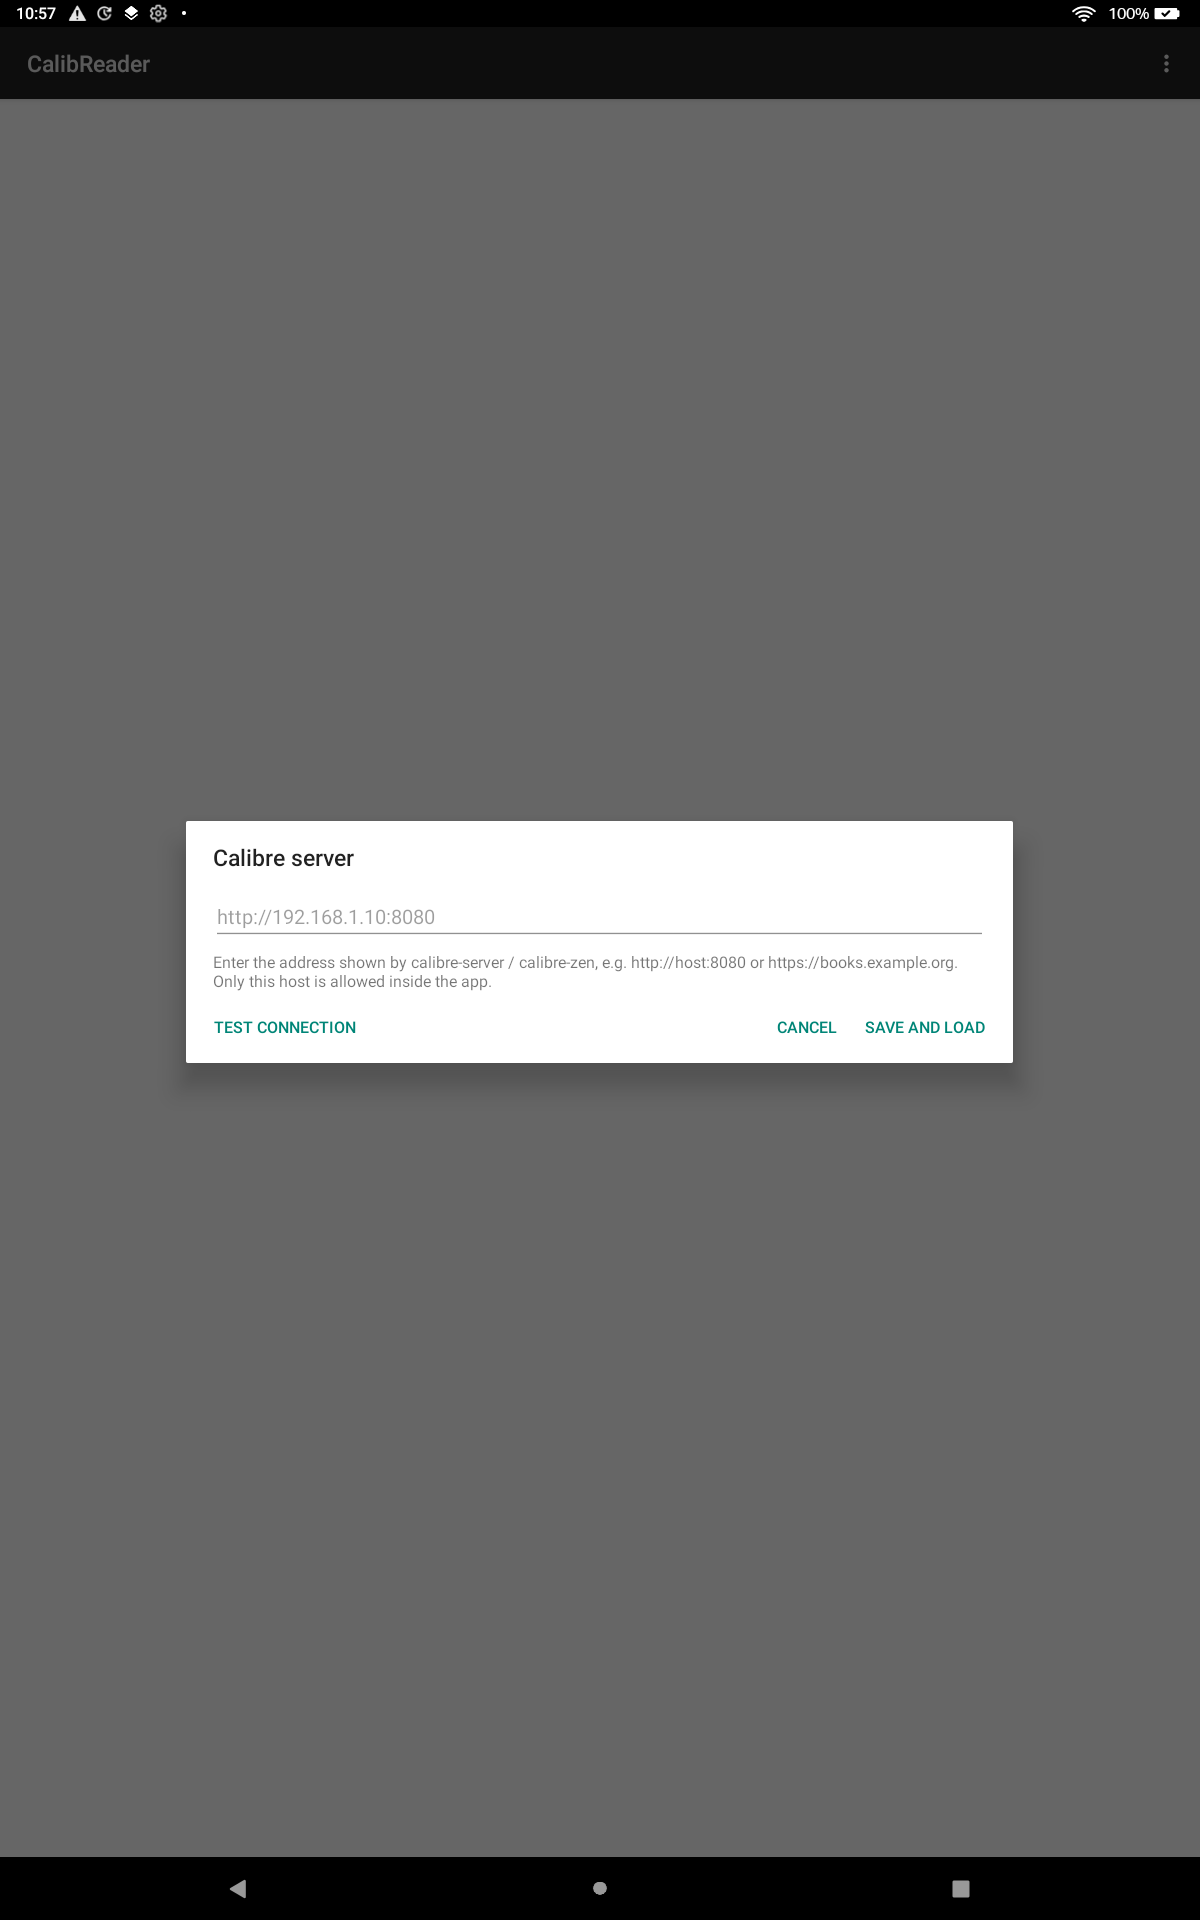 10:57
100%
CalibReader
Calibre server
http://192.168.1.10:8080
Enter the address shown by calibre-server / calibre-zen, e.g. http://host:8080 or https://books.example.org.
Only this host is allowed inside the app.
TEST CONNECTION CANCEL SAVE AND LOAD